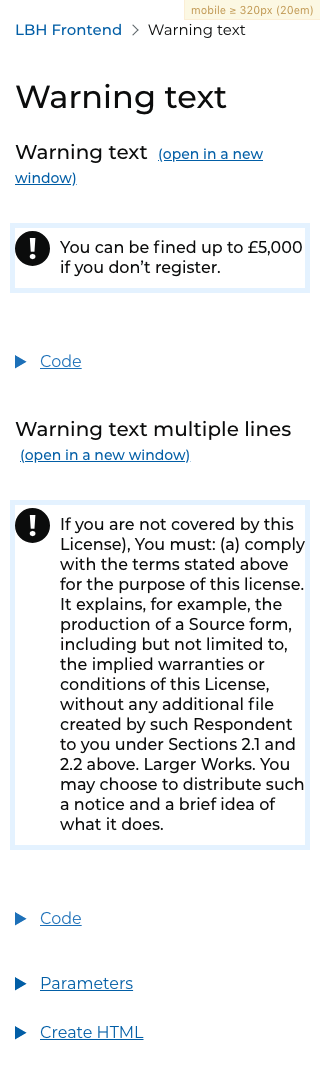 mobile ≥ 320px (20em)
LBH Frontend > Warning text
Warning text
Warning text (open in a new
window)
! You can be fined up to £5,000
if you don’t register.
Code
Warning text multiple lines
(open in a new window)
! If you are not covered by this
License), You must: (a) comply
with the terms stated above
for the purpose of this license.
It explains, for example, the
production of a Source form,
including but not limited to,
the implied warranties or
conditions of this License,
without any additional file
created by such Respondent
to you under Sections 2.1 and
2.2 above. Larger Works. You
may choose to distribute such
a notice and a brief idea of
what it does.
Code
Parameters
Create HTML